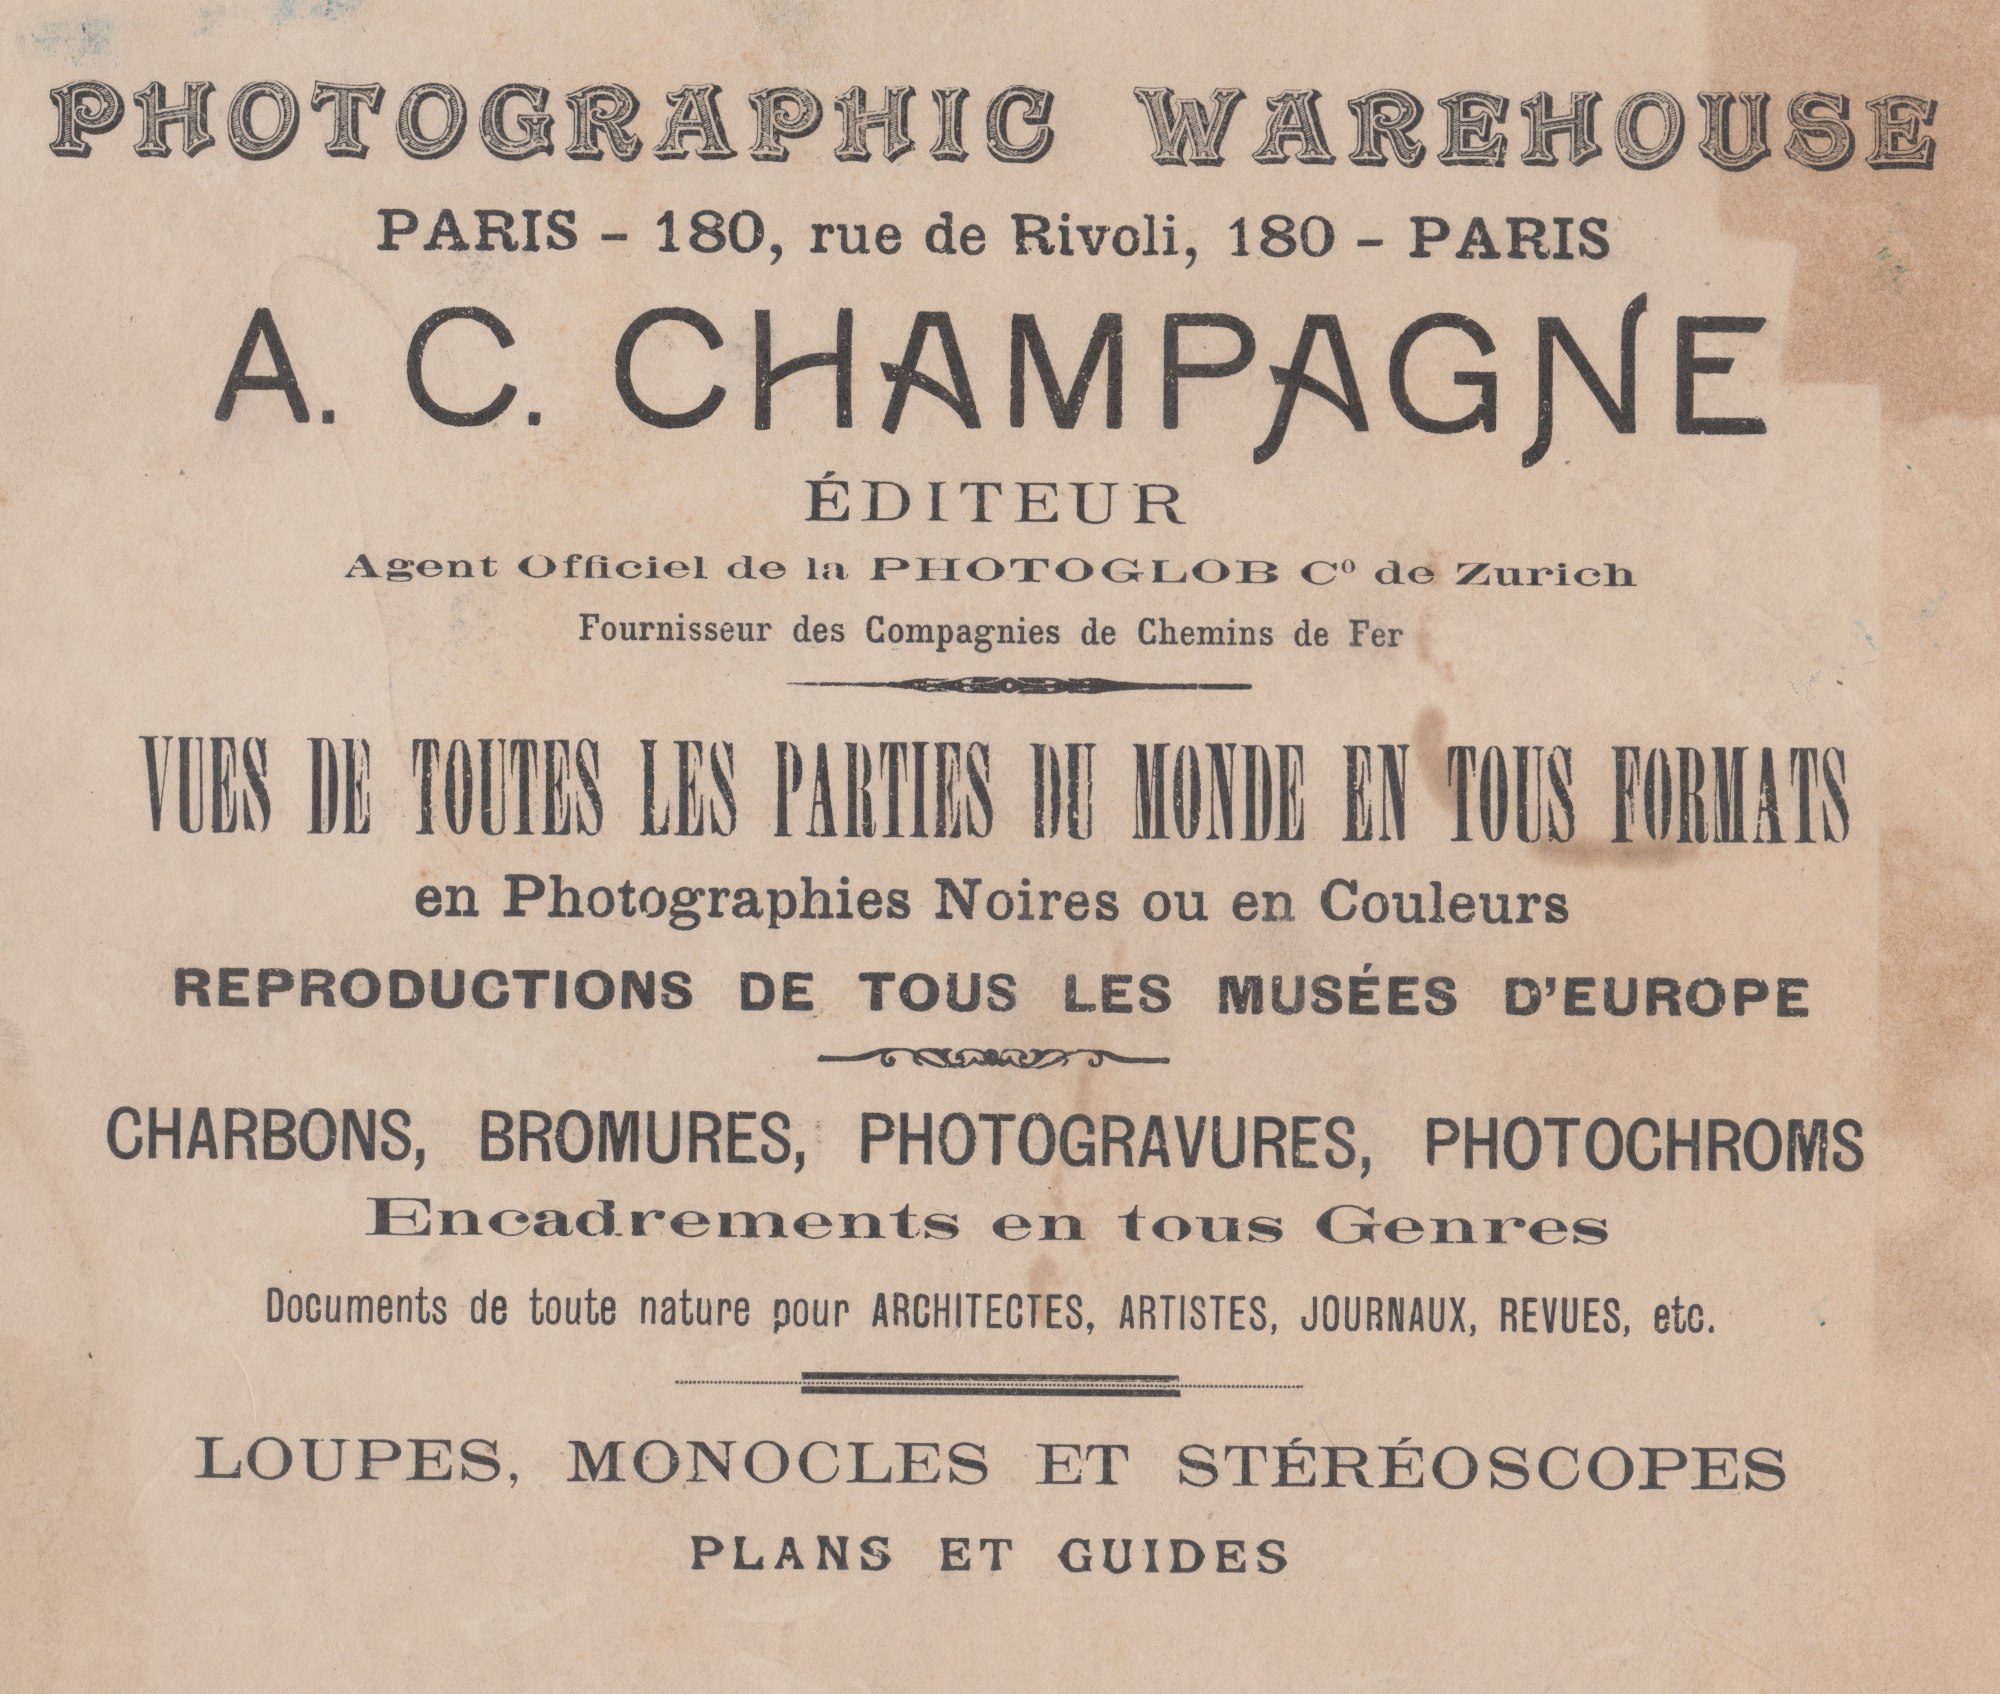 PHOTOGRAPHIC WAREHOUSE
PARIS - 180, rue de Rivoli, 180 - PARIS
A. C. CHAMPAGNE
ÉDITEUR
Agent Officiel de la PHOTOGLOB Cº de Zurich
Fournisseur des Compagnies de Chemins de Fer
VUES DE TOUTES LES PARTIES DU MONDE EN TOUS FORMATS
en Photographies Noires ou en Couleurs
REPRODUCTIONS DE TOUS LES MUSÉES D'EUROPE
CHARBONS, BROMURES, PHOTOGRAVURES, PHOTOCHROMS
Encadrements en tous Genres
Documents de toute nature pour ARCHITECTES, ARTISTES, JOURNAUX, REVUES, etc.
LOUPES, MONOCLES ET STÉRÉOSCOPES
PLANS ET GUIDES